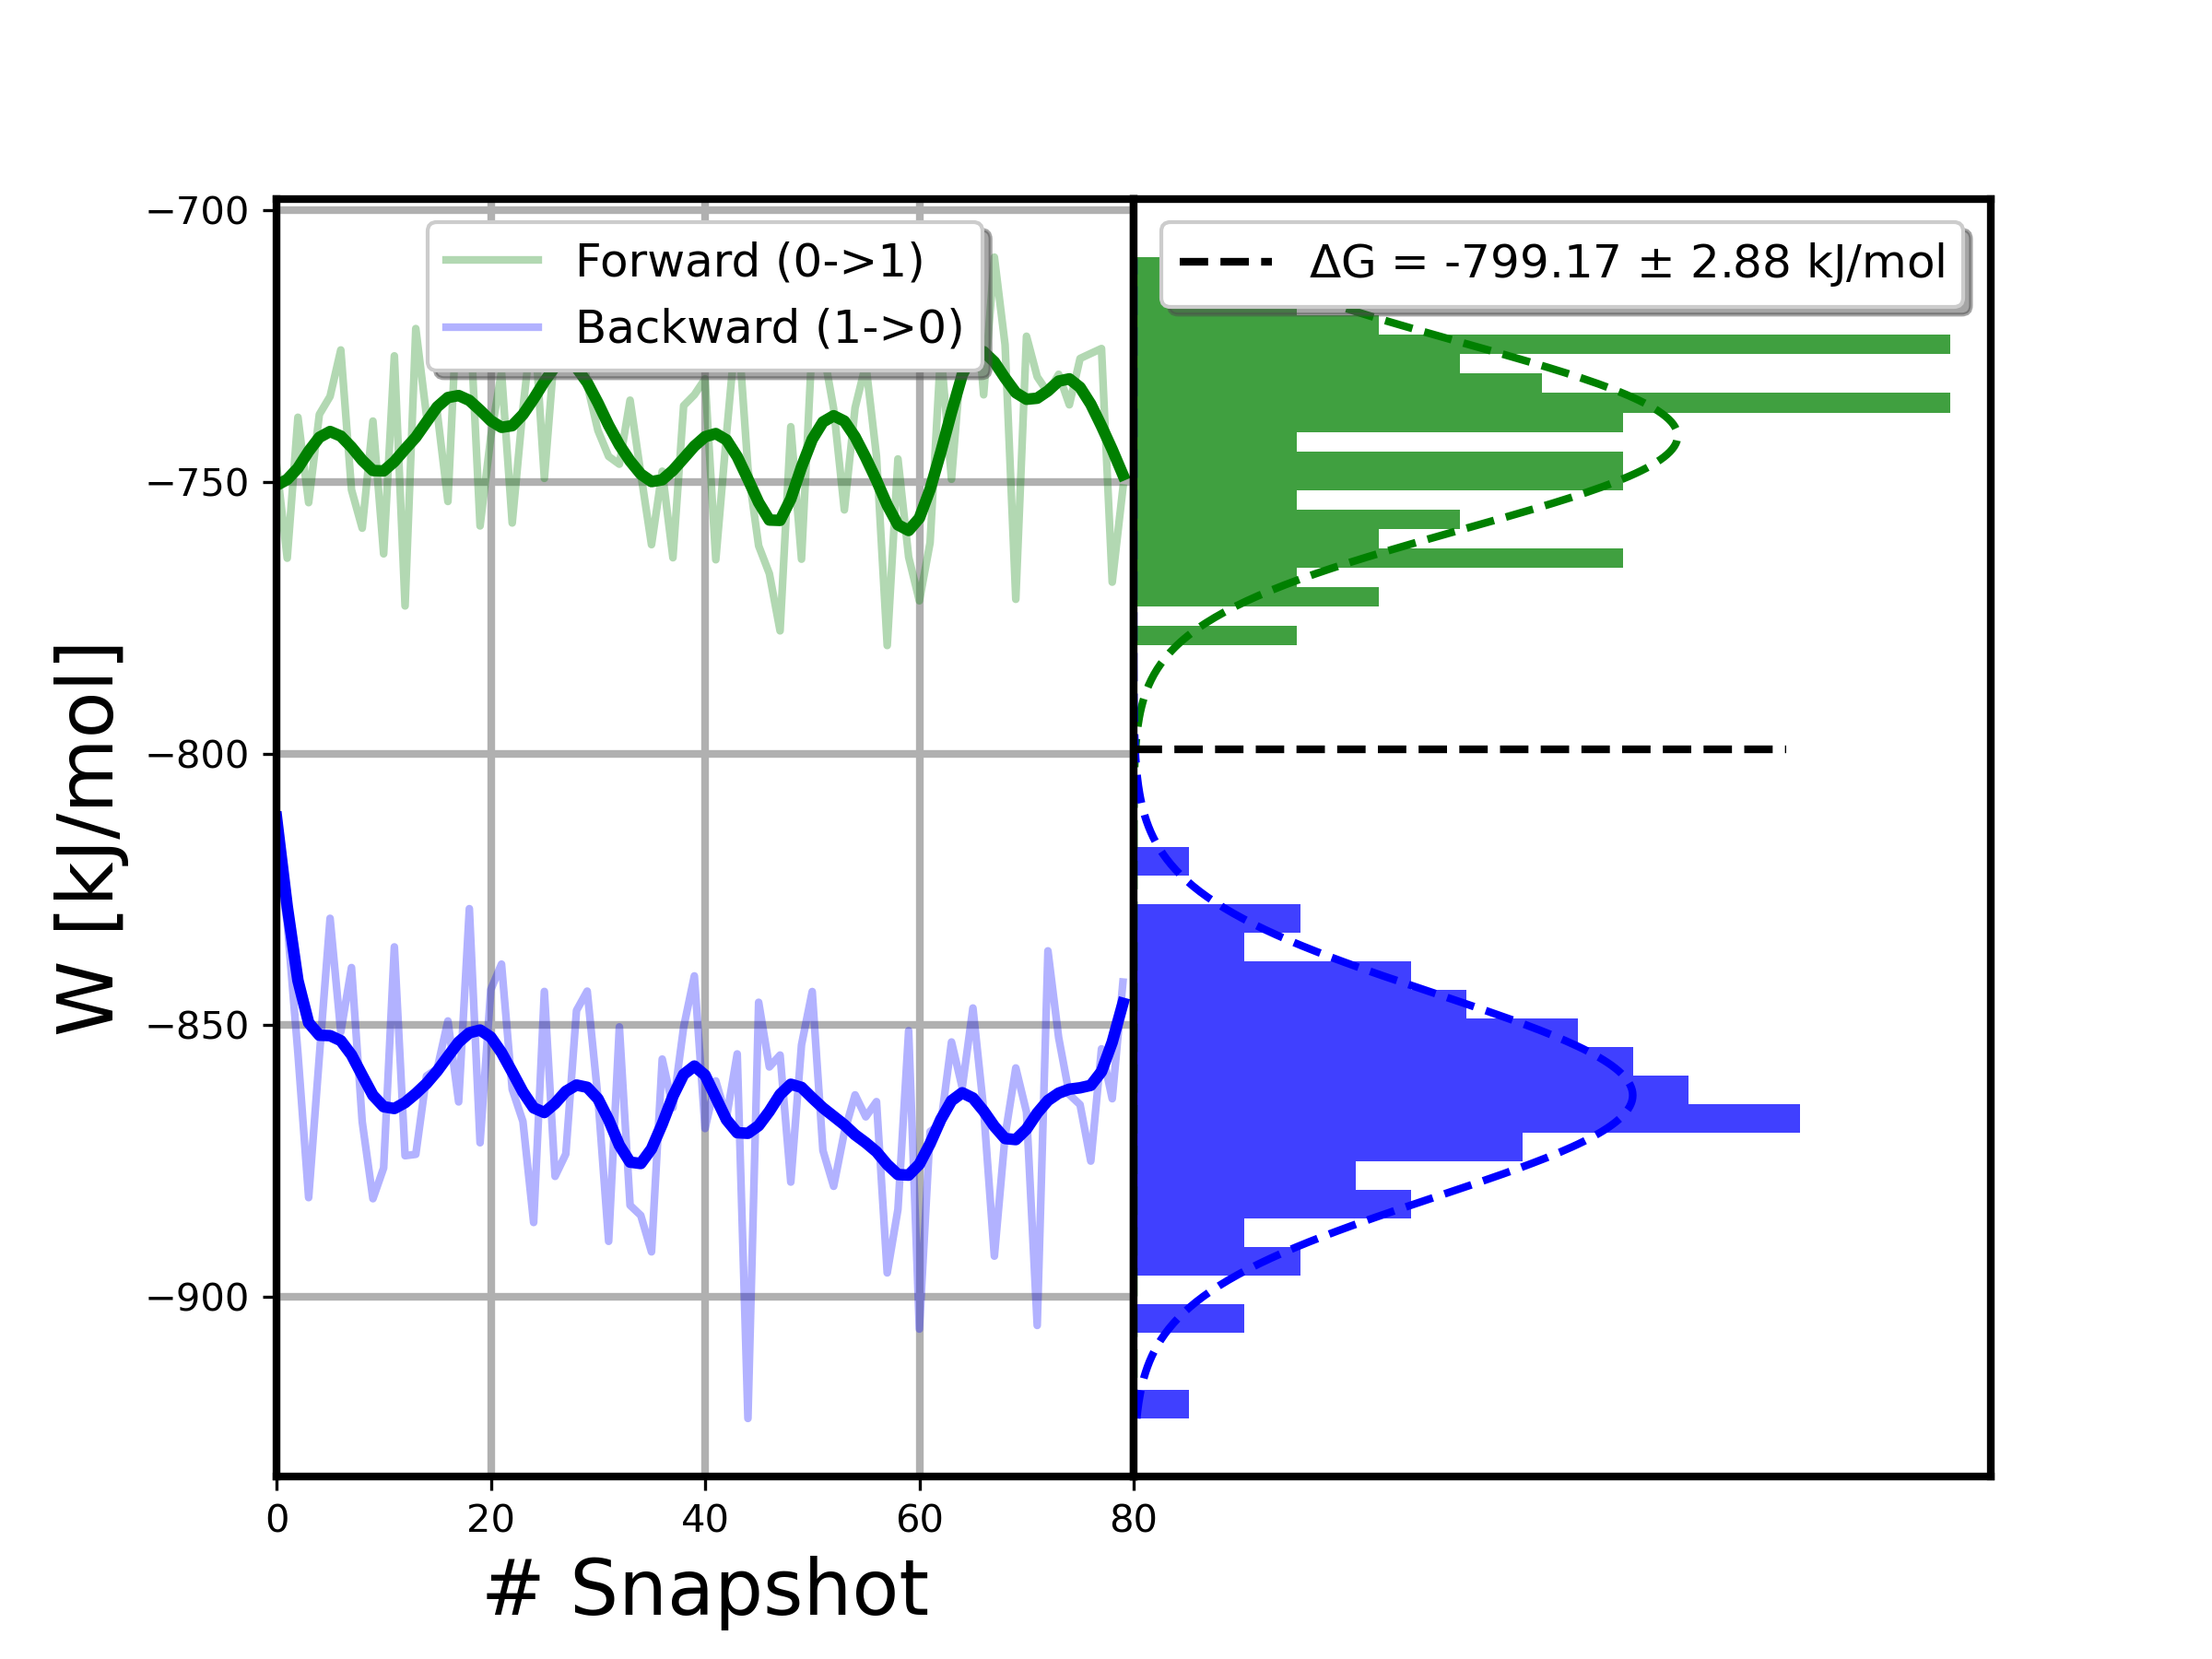 Forward (0->1)
Backward (1->0)
ΔG = -799.17 ± 2.88 kJ/mol
W [kJ/mol]
−700
−750
−800
−850
−900
0 20 40 60 80
# Snapshot